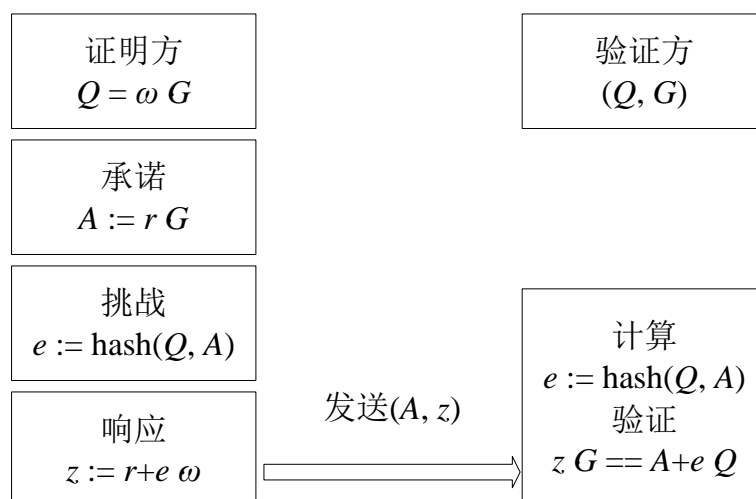 证明方
Q = ω G
验证方
(Q, G)
承诺
A := r G
挑战
e := hash(Q, A)
响应
z := r+e ω
发送(A, z)
计算
e := hash(Q, A)
验证
z G == A+e Q